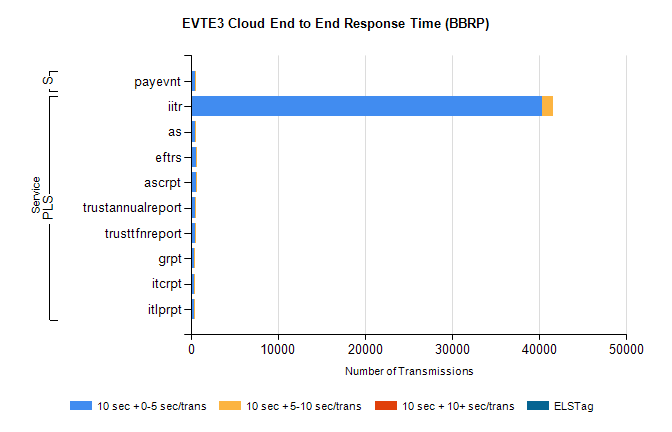 EVTE3 Cloud End to End Response Time (BBRP)
payevnt
iitr
as
eftrs
ascrpt
trustannualreport
trusttfnreport
grpt
itcrpt
itlprpt
S
PLS
Service
0 10000 20000 30000 40000 50000
Number of Transmissions
10 sec +0-5 sec/trans 10 sec +5-10 sec/trans 10 sec + 10+ sec/trans ELSTag